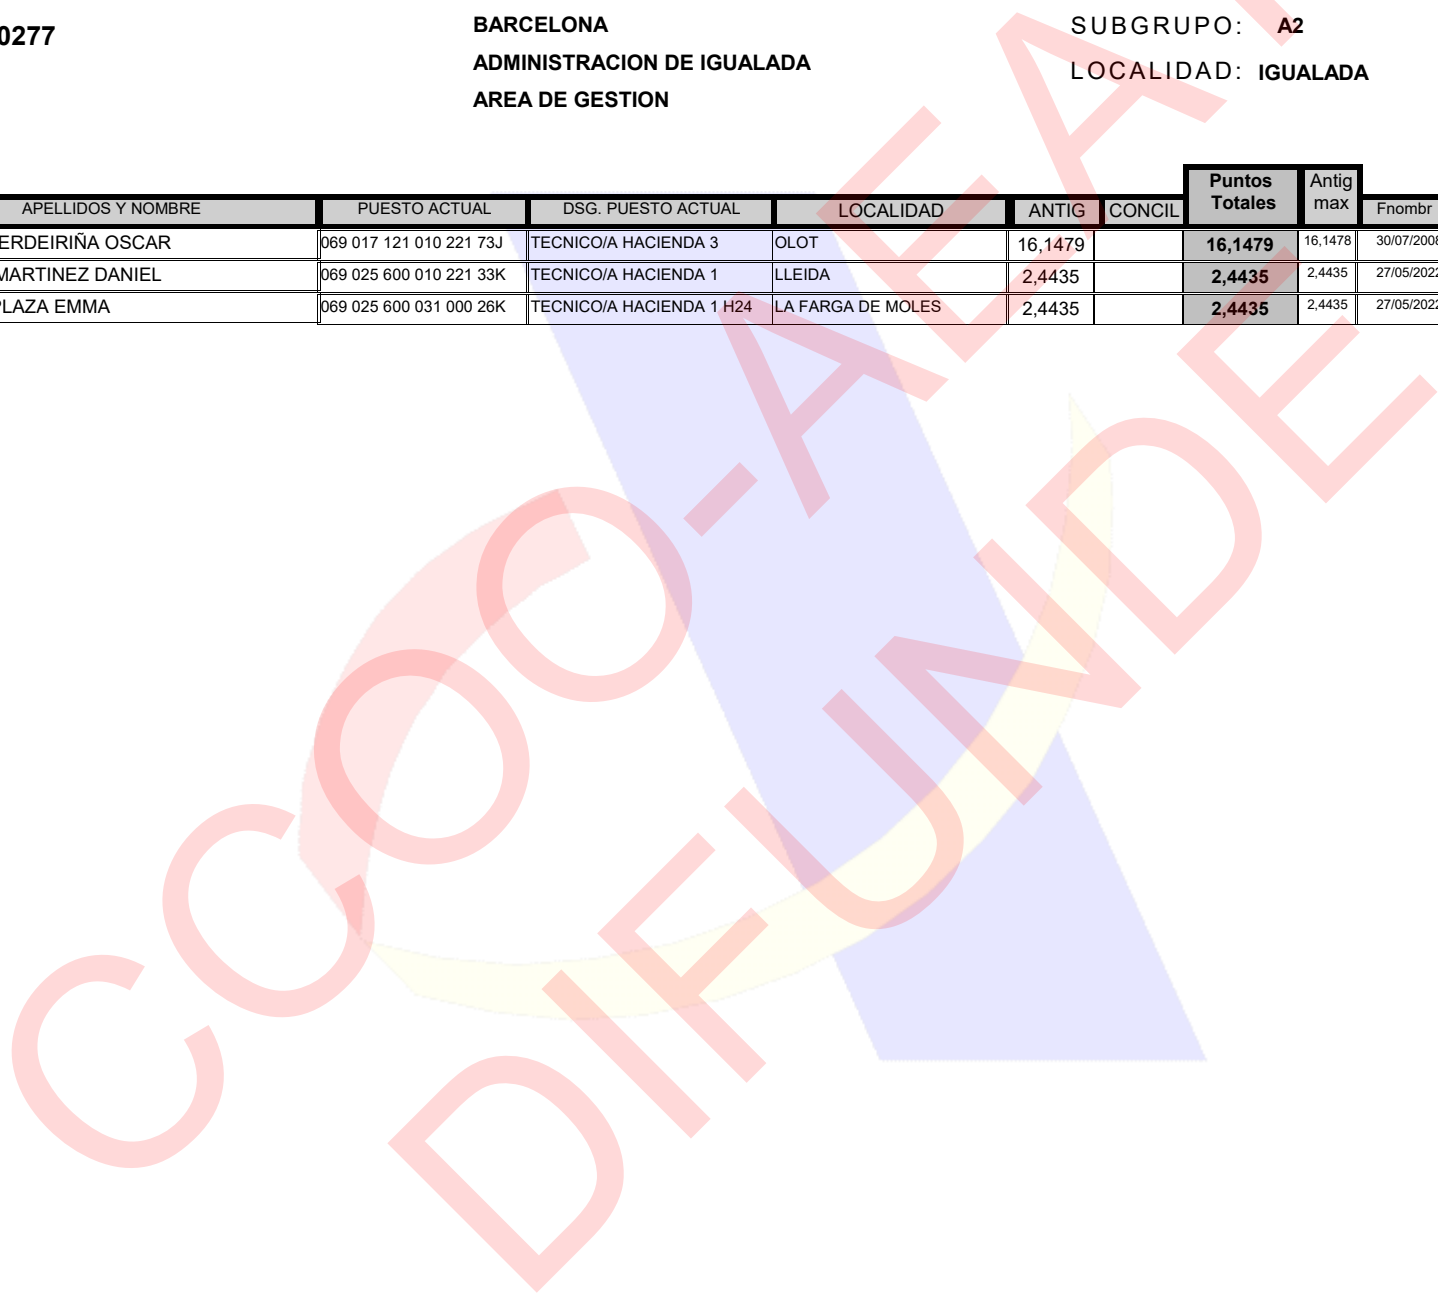 0277
BARCELONA
ADMINISTRACION DE IGUALADA
AREA DE GESTION
SUBGRUPO: A2
LOCALIDAD: IGUALADA
APELLIDOS Y NOMBRE PUESTO ACTUAL DSG. PUESTO ACTUAL LOCALIDAD ANTIG CONCIL Puntos Totales Antig max Fnombr
ERDEIRIÑA OSCAR 069 017 121 010 221 73J TECNICO/A HACIENDA 3 OLOT 16,1479 16,1479 16,1478 30/07/2008
MARTINEZ DANIEL 069 025 600 010 221 33K TECNICO/A HACIENDA 1 LLEIDA 2,4435 2,4435 2,4435 27/05/2022
PLAZA EMMA 069 025 600 031 000 26K TECNICO/A HACIENDA 1 H24 LA FARGA DE MOLES 2,4435 2,4435 2,4435 27/05/2022
CCOO-AEA
DIFUNDE